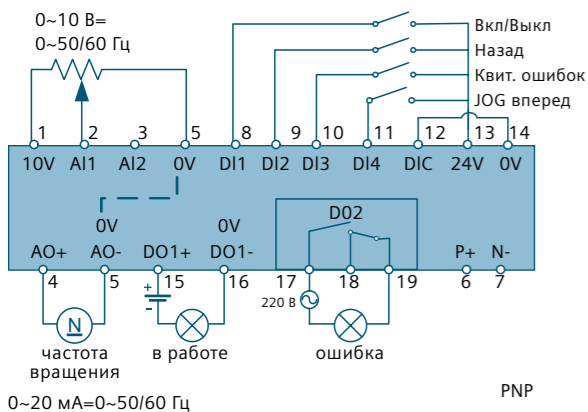 0~10 В=
0~50/60 Гц
Вкл/Выкл
Назад
Квит. ошибок
JOG вперед
1 2 3 5 8 9 10 11 12 13 14
10V AI1 AI2 0V DI1 DI2 DI3 DI4 DIC 24V 0V
0V 0V D02
AO+ AO- DO1+ DO1- P+ N-
4 5 15 16 17 18 19 6 7
+
-
220 В
N
частота
вращения
в работе
ошибка
0~20 мА=0~50/60 Гц
PNP